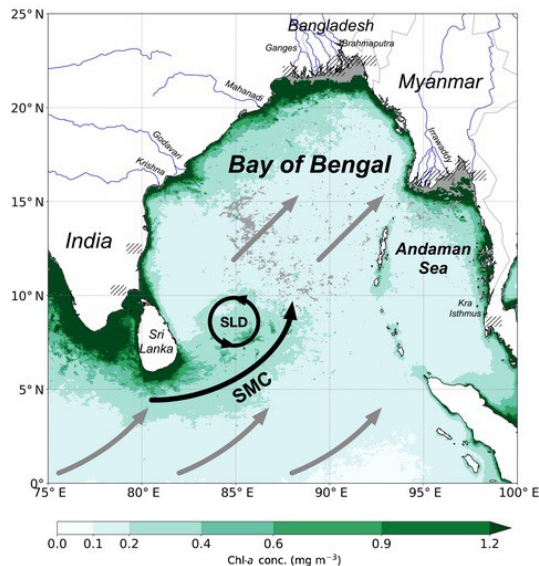 25° N
20° N
15° N
10° N
5° N
0°
75 E
80 E
85° E
90 E
95° E
100° E
Bangladesh
Ganges
Brahmaputra
Myanmar
Mahanadi
Irrawaddy
Godavari
Krishna
Bay of Bengal
India
Andaman
Sea
SLD
Kra
Isthmus
Sri
Lanka
SMC
0.0 0.1 0.2 0.4 0.6 0.9 1.2
Chl-a conc. (mg m⁻³)